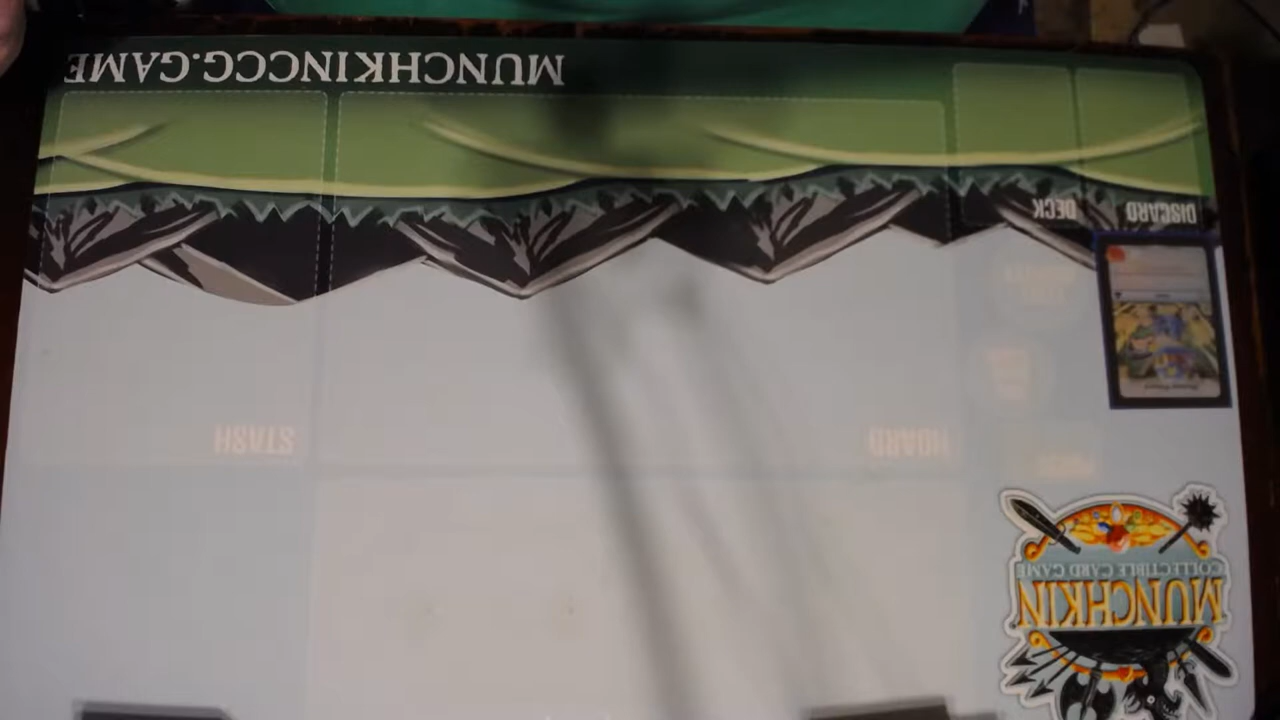 MUNCHKINCCG.GAME
DECK
DISCARD
STASH
HOARD
COLLECTIBLE CARD GAME
MUNCHKIN